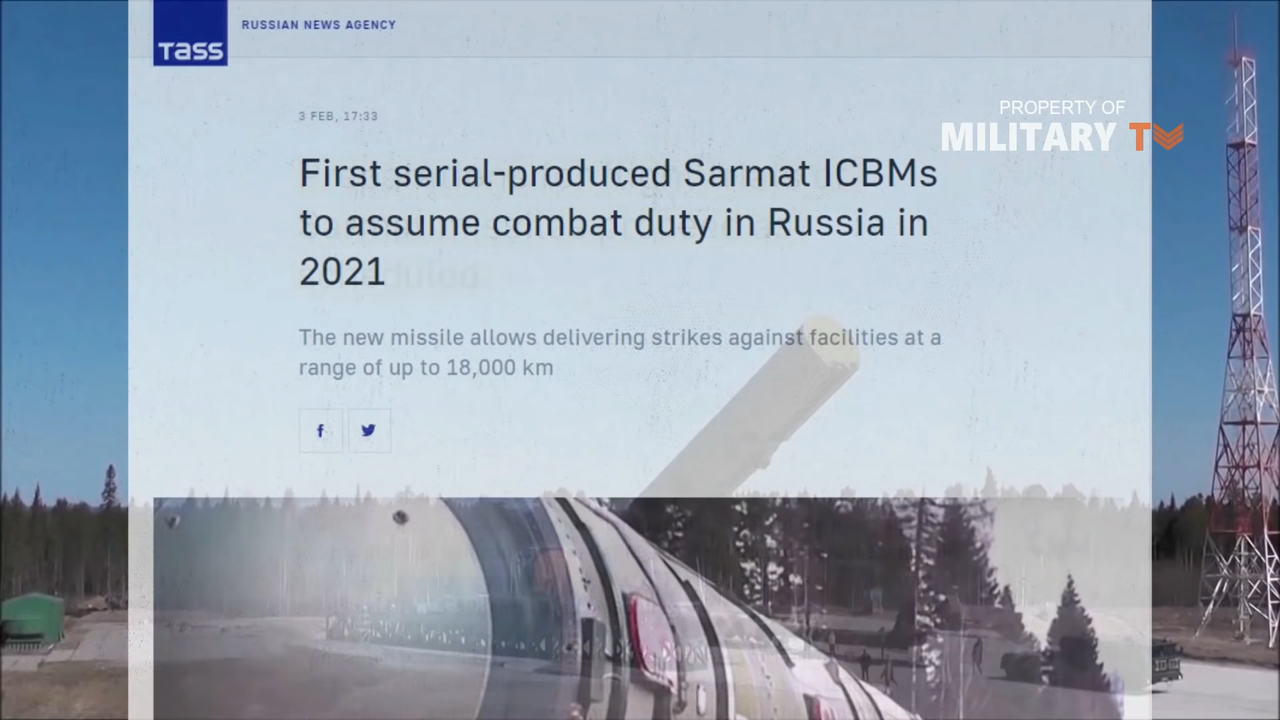 TASS
RUSSIAN NEWS AGENCY
3 FEB, 17:33
PROPERTY OF
MILITARY TV
First serial-produced Sarmat ICBMs
to assume combat duty in Russia in
2021
The new missile allows delivering strikes against facilities at a
range of up to 18,000 km